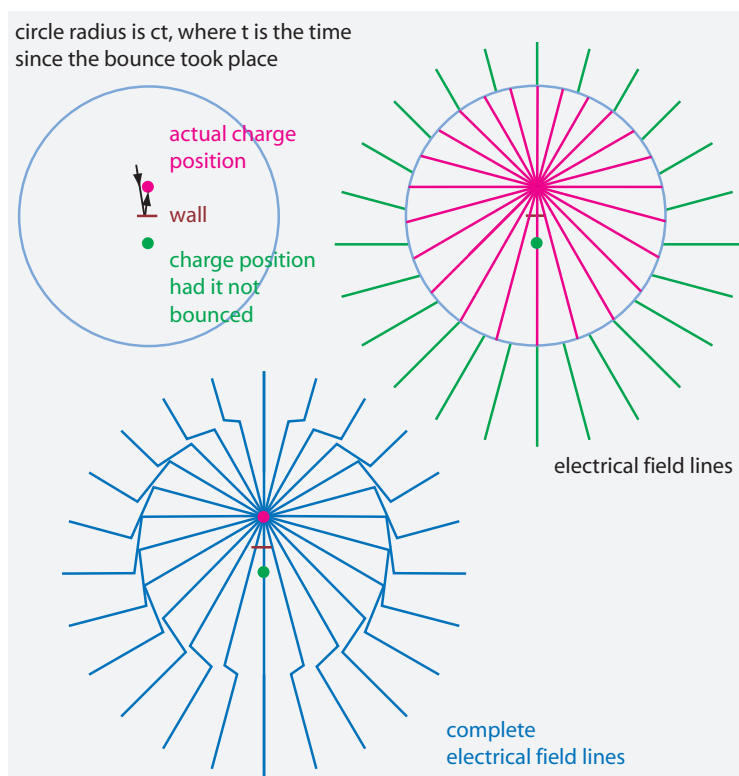 circle radius is ct, where t is the time
since the bounce took place
actual charge
position
wall
charge position
had it not
bounced
electrical field lines
complete
electrical field lines